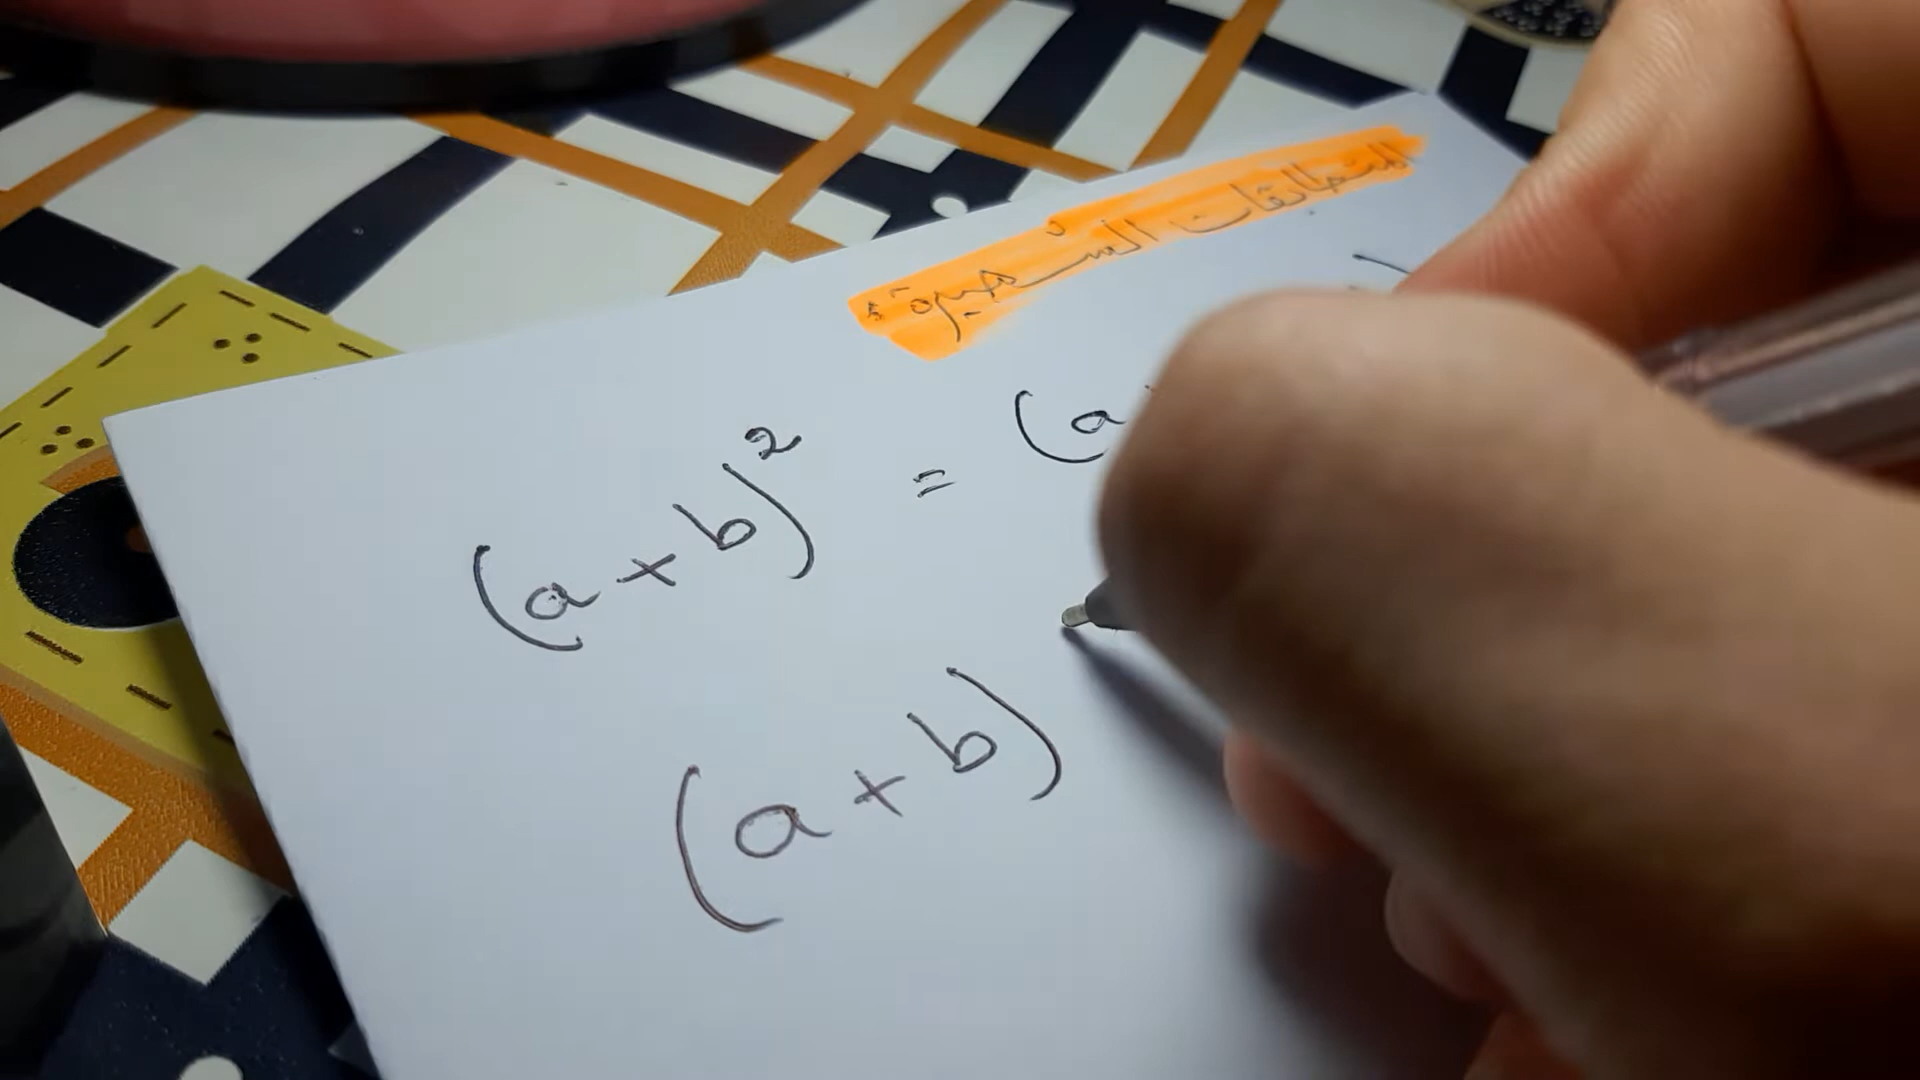 المتطابقات الشهيرة:
(a + b)² = (a
(a + b)